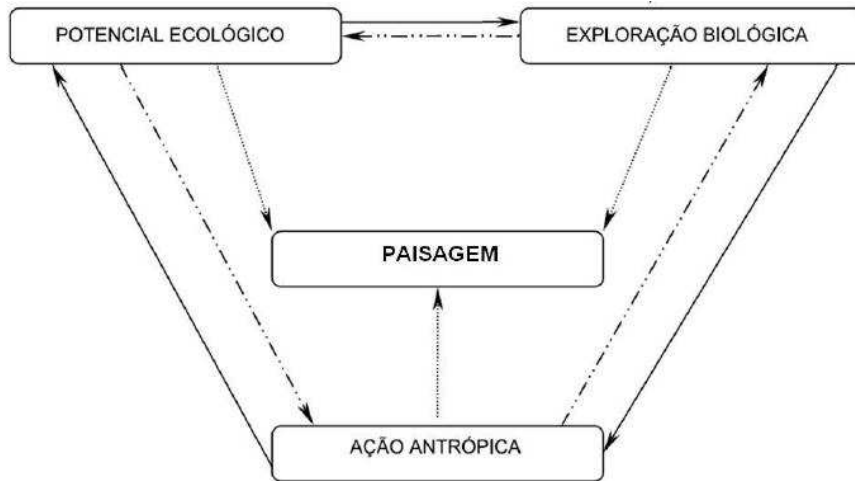 POTENCIAL ECOLÓGICO
EXPLORAÇÃO BIOLÓGICA
PAISAGEM
AÇÃO ANTRÓPICA